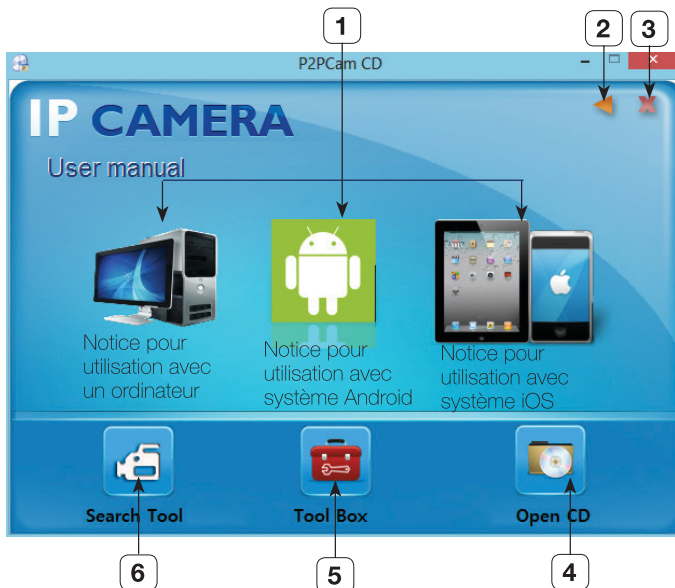 1
2
3
P2PCam CD
IP CAMERA
User manual
Notice pour
utilisation avec
un ordinateur
Notice pour
utilisation avec
système Android
Notice pour
utilisation avec
système iOS
Search Tool
Tool Box
Open CD
6
5
4